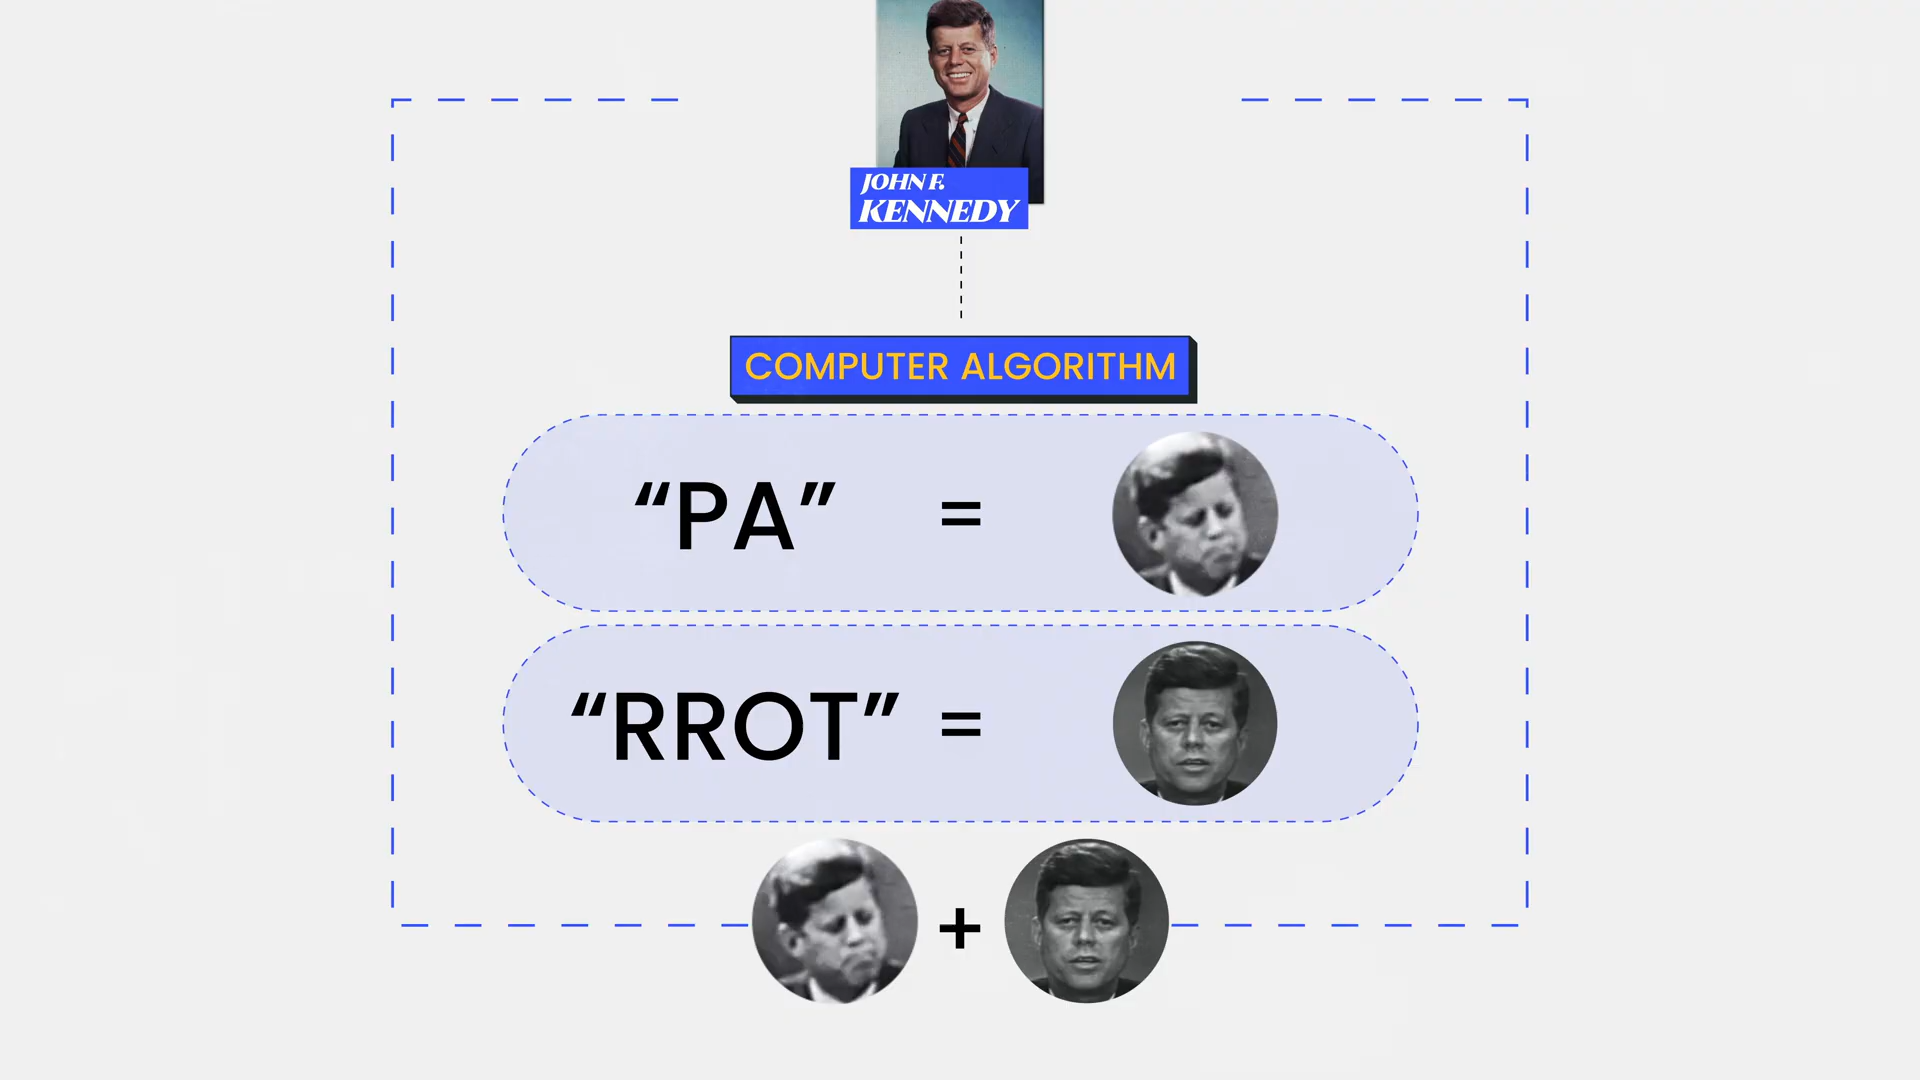 JOHN F.
KENNEDY
COMPUTER ALGORITHM
“PA” =
“RROT” =
+